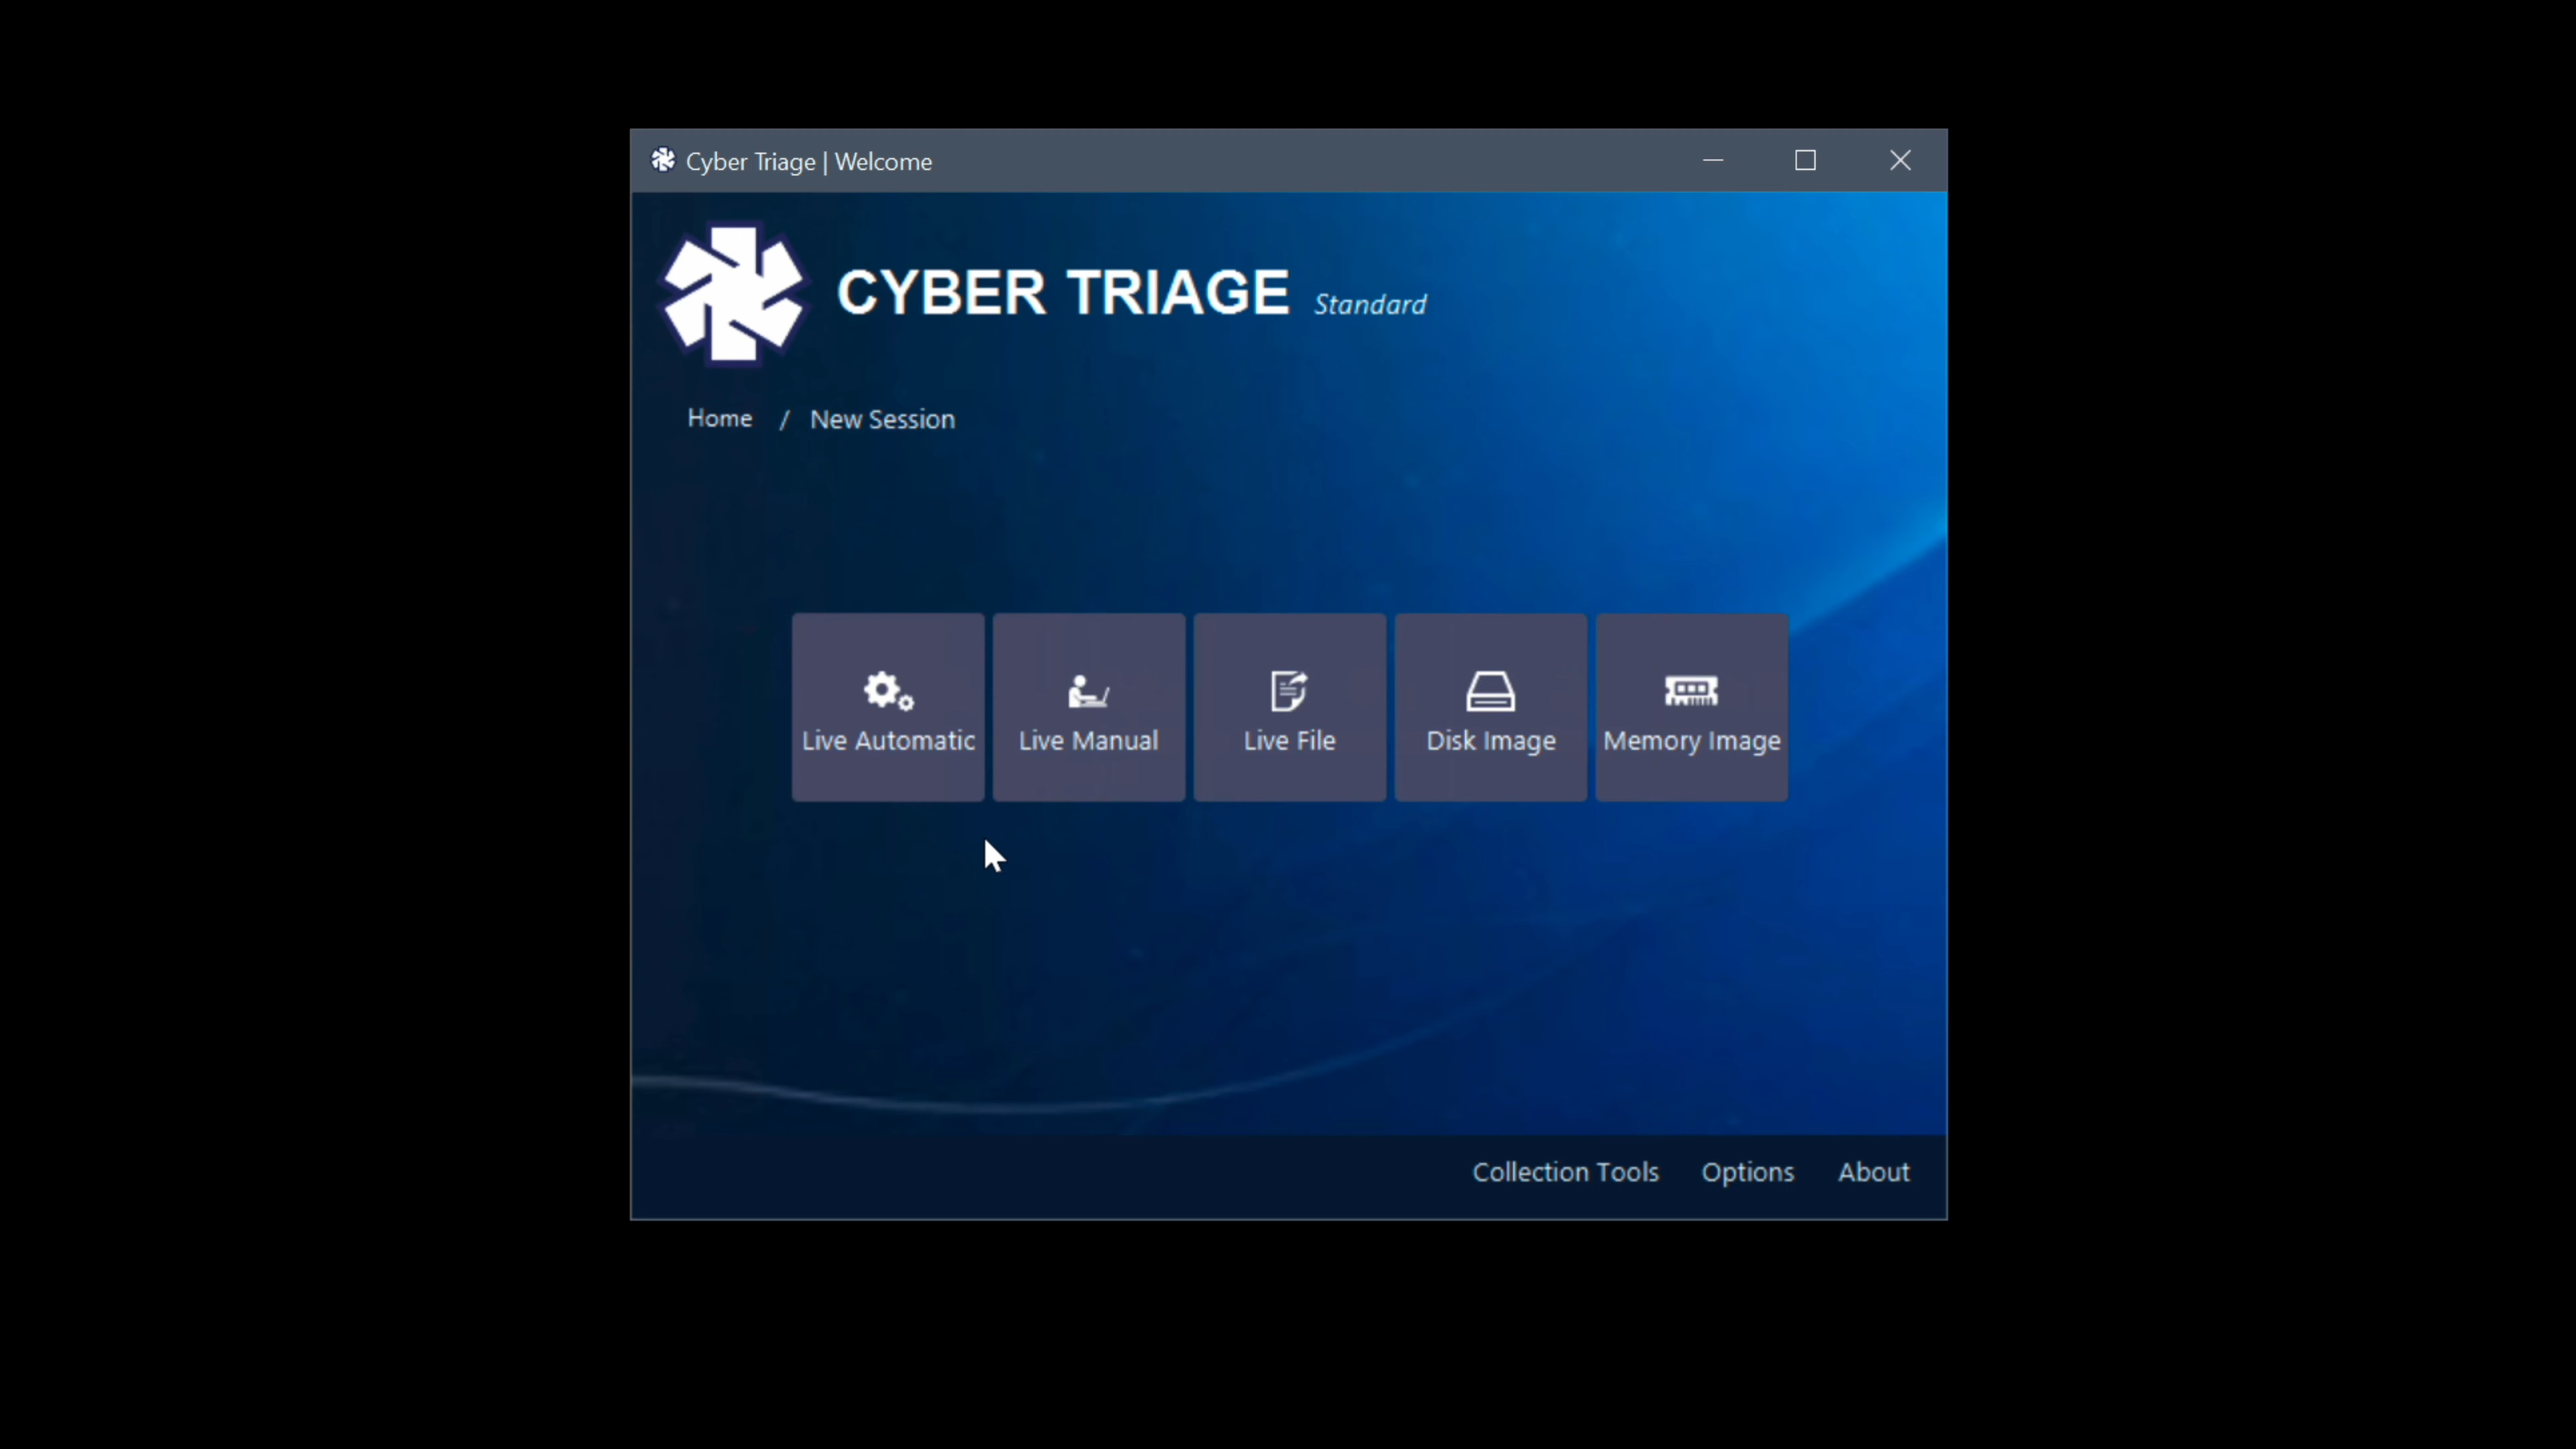 Cyber Triage | Welcome
CYBER TRIAGE Standard
Home / New Session
Live Automatic Live Manual Live File Disk Image Memory Image
Collection Tools Options About